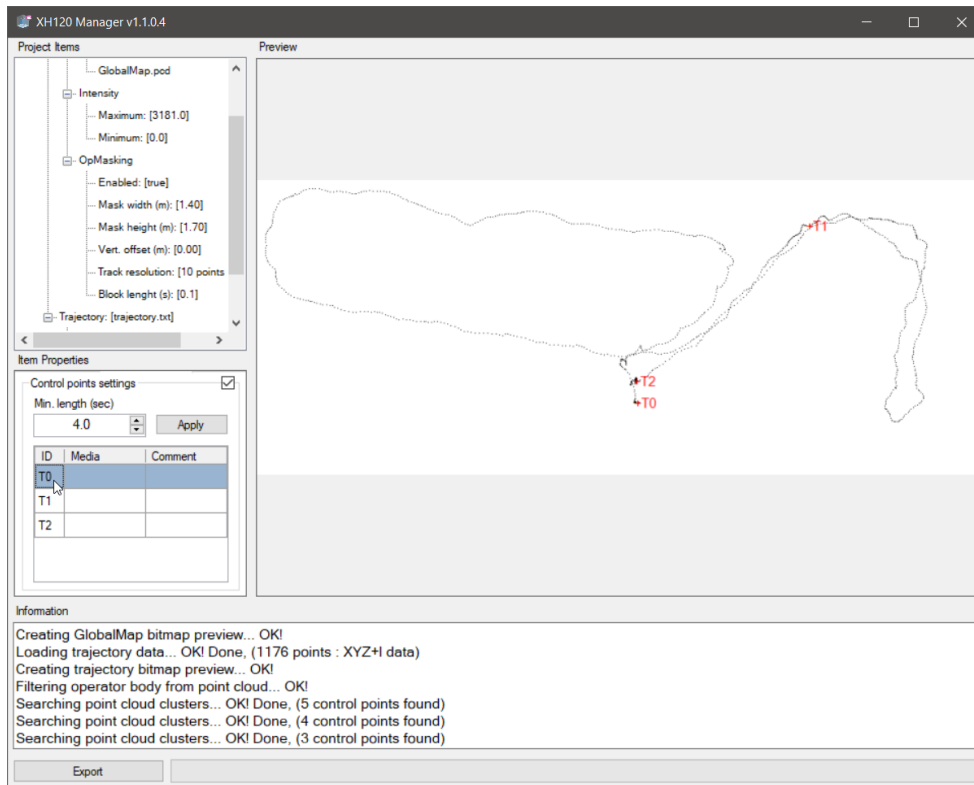 XH120 Manager v1.1.0.4
Project Items
GlobalMap.pcd
Intensity
Maximum: [3181.0]
Minimum: [0.0]
OpMasking
Enabled: [true]
Mask width (m): [1.40]
Mask height (m): [1.70]
Vert. offset (m): [0.00]
Track resolution: [10 points
Block lenght (s): [0.1]
Trajectory: [trajectory.txt]
Item Properties
Control points settings
Min. length (sec)
4.0 Apply
ID Media Comment
T0
T1
T2
Preview
T1
T2
T0
Information
Creating GlobalMap bitmap preview... OK!
Loading trajectory data... OK! Done, (1176 points : XYZ+I data)
Creating trajectory bitmap preview... OK!
Filtering operator body from point cloud... OK!
Searching point cloud clusters... OK! Done, (5 control points found)
Searching point cloud clusters... OK! Done, (4 control points found)
Searching point cloud clusters... OK! Done, (3 control points found)
Export